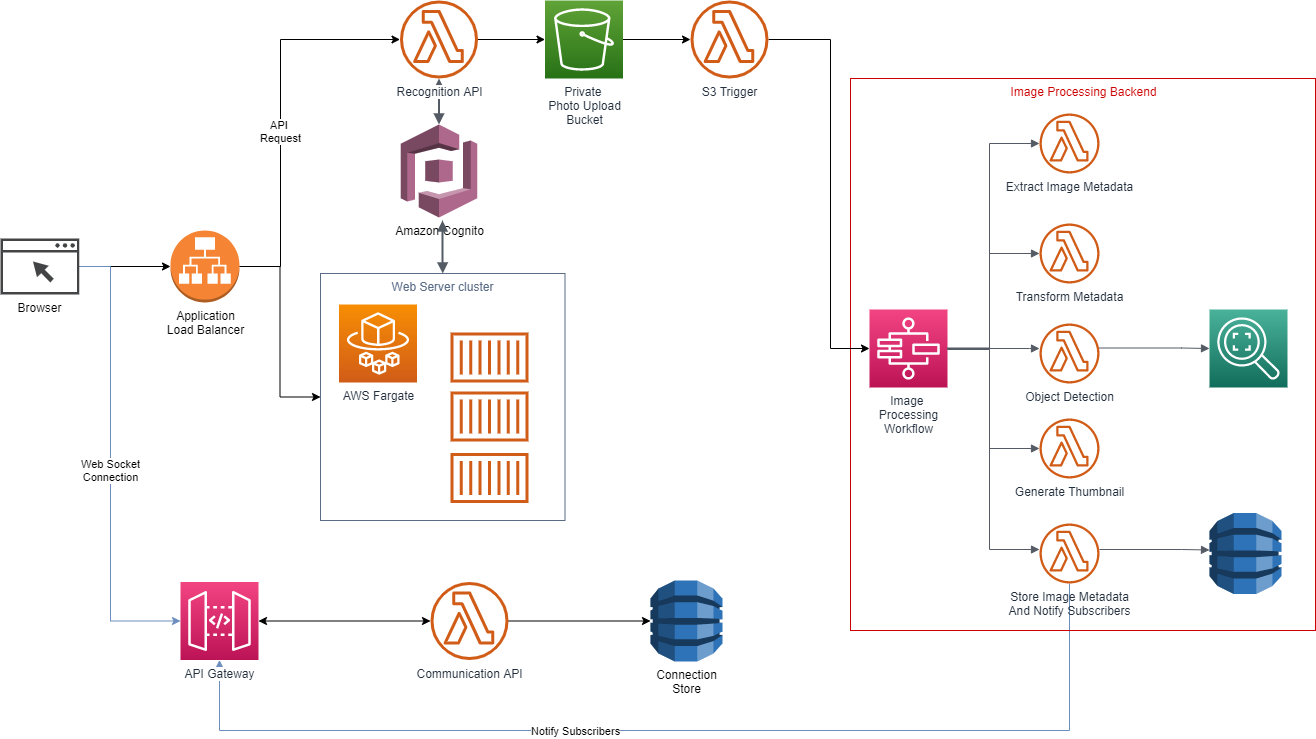 Recognition API
Private
Photo Upload
Bucket
S3 Trigger
Image Processing Backend
API
Request
Extract Image Metadata
Amazon Cognito
Browser
Application
Load Balancer
Web Server cluster
AWS Fargate
Transform Metadata
Image
Processing
Workflow
Object Detection
Web Socket
Connection
Generate Thumbnail
Store Image Metadata
And Notify Subscribers
API Gateway
Communication API
Connection
Store
Notify Subscribers